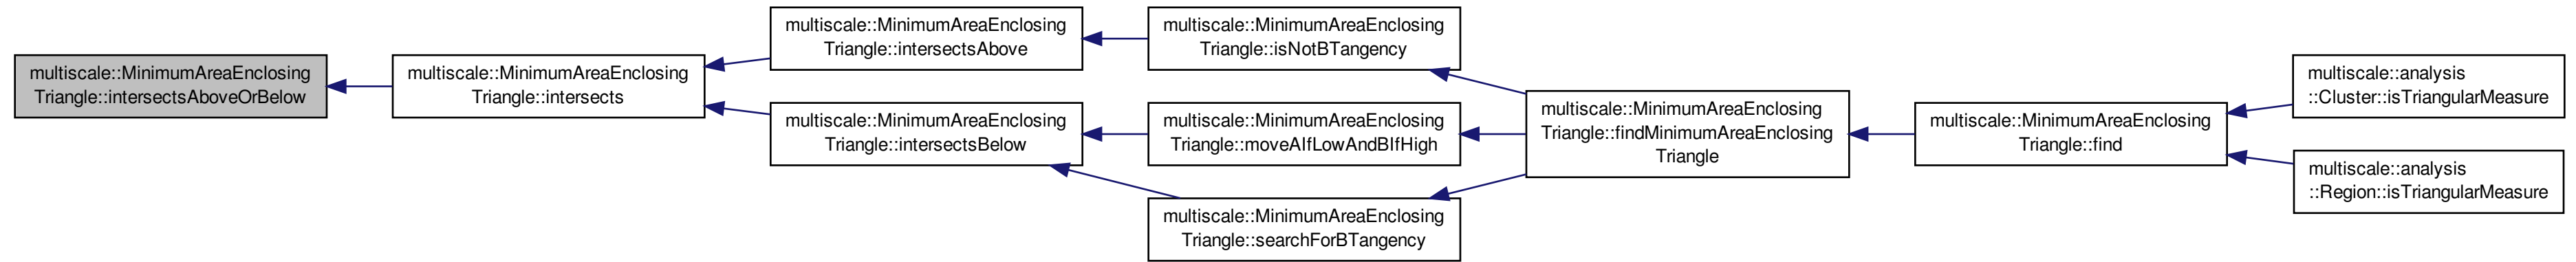 multiscale::MinimumAreaEnclosing
Triangle::intersectsAboveOrBelow
multiscale::MinimumAreaEnclosing
Triangle::intersects
multiscale::MinimumAreaEnclosing
Triangle::intersectsAbove
multiscale::MinimumAreaEnclosing
Triangle::intersectsBelow
multiscale::MinimumAreaEnclosing
Triangle::isNotBTangency
multiscale::MinimumAreaEnclosing
Triangle::moveAIfLowAndBIfHigh
multiscale::MinimumAreaEnclosing
Triangle::searchForBTangency
multiscale::MinimumAreaEnclosing
Triangle::findMinimumAreaEnclosing
Triangle
multiscale::MinimumAreaEnclosing
Triangle::find
multiscale::analysis
::Cluster::isTriangularMeasure
multiscale::analysis
::Region::isTriangularMeasure